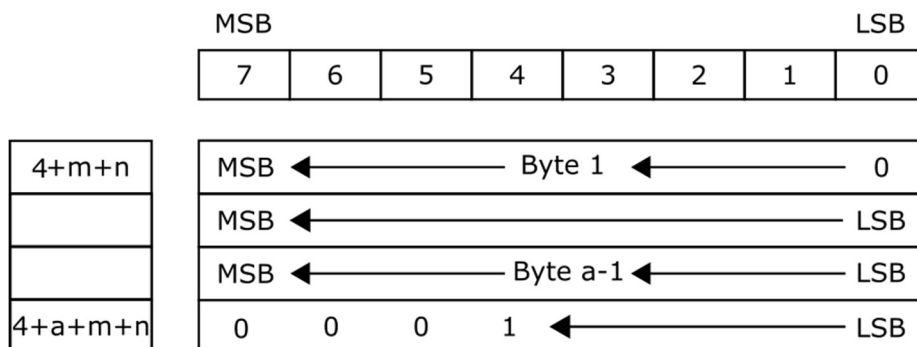 MSB LSB
7 6 5 4 3 2 1 0
4+m+n MSB Byte 1 0
MSB LSB
MSB Byte a-1 LSB
4+a+m+n 0 0 0 1 LSB